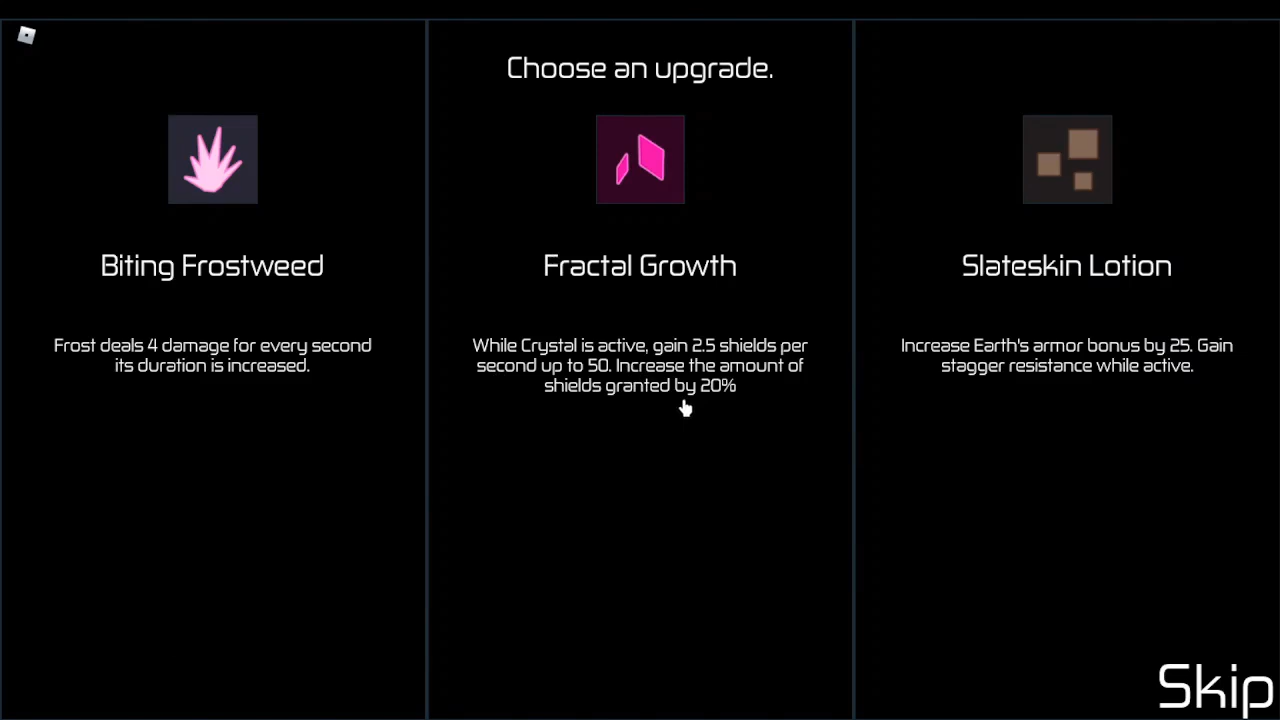 Choose an upgrade.
Biting Frostweed
Frost deals 4 damage for every second
its duration is increased.
Fractal Growth
While Crystal is active, gain 2.5 shields per
second up to 50. Increase the amount of
shields granted by 20%
Slateskin Lotion
Increase Earth's armor bonus by 25. Gain
stagger resistance while active.
Skip